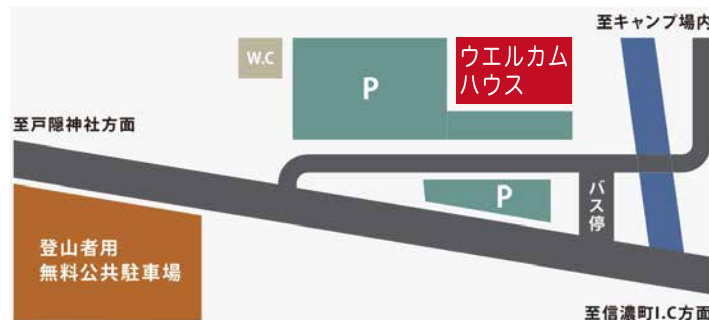 至キャンプ場内
W.C
P
ウエルカム
ハウス
至戸隠神社方面
P
バス停
登山者用
無料公共駐車場
至信濃町I.C方面